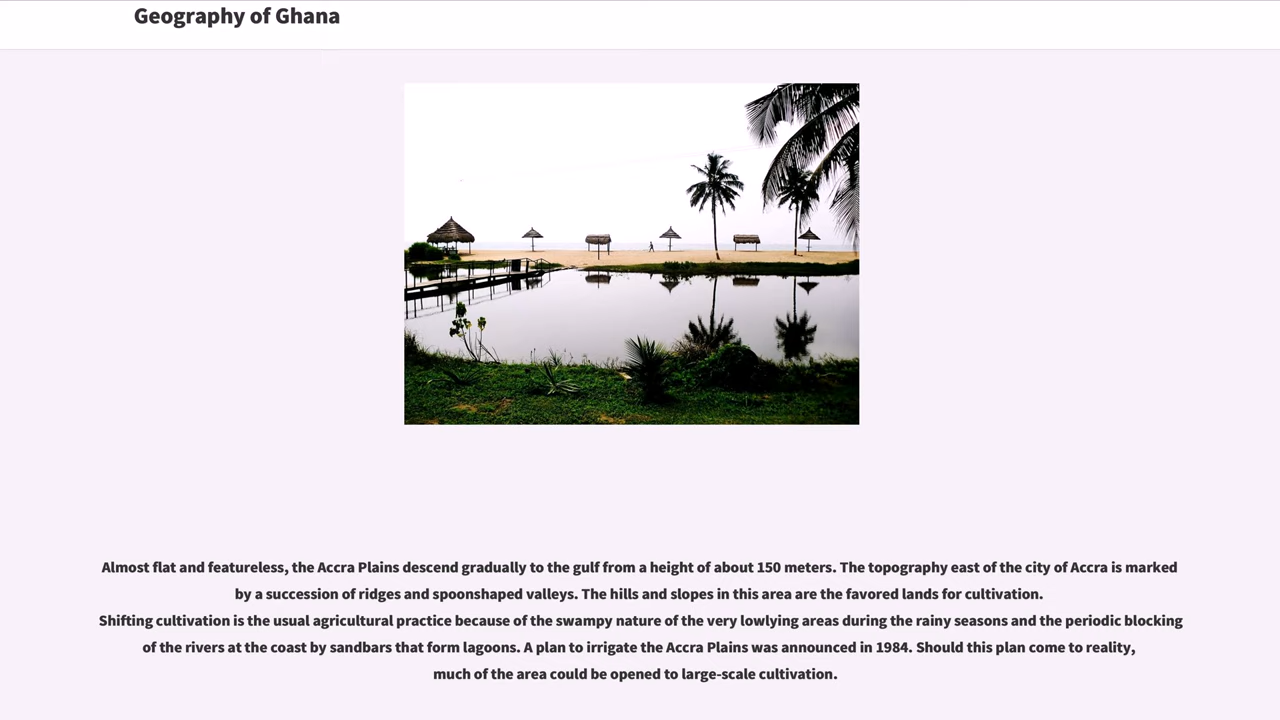 Geography of Ghana
Almost flat and featureless, the Accra Plains descend gradually to the gulf from a height of about 150 meters. The topography east of the city of Accra is marked
by a succession of ridges and spoonshaped valleys. The hills and slopes in this area are the favored lands for cultivation.
Shifting cultivation is the usual agricultural practice because of the swampy nature of the very lowlying areas during the rainy seasons and the periodic blocking
of the rivers at the coast by sandbars that form lagoons. A plan to irrigate the Accra Plains was announced in 1984. Should this plan come to reality,
much of the area could be opened to large-scale cultivation.